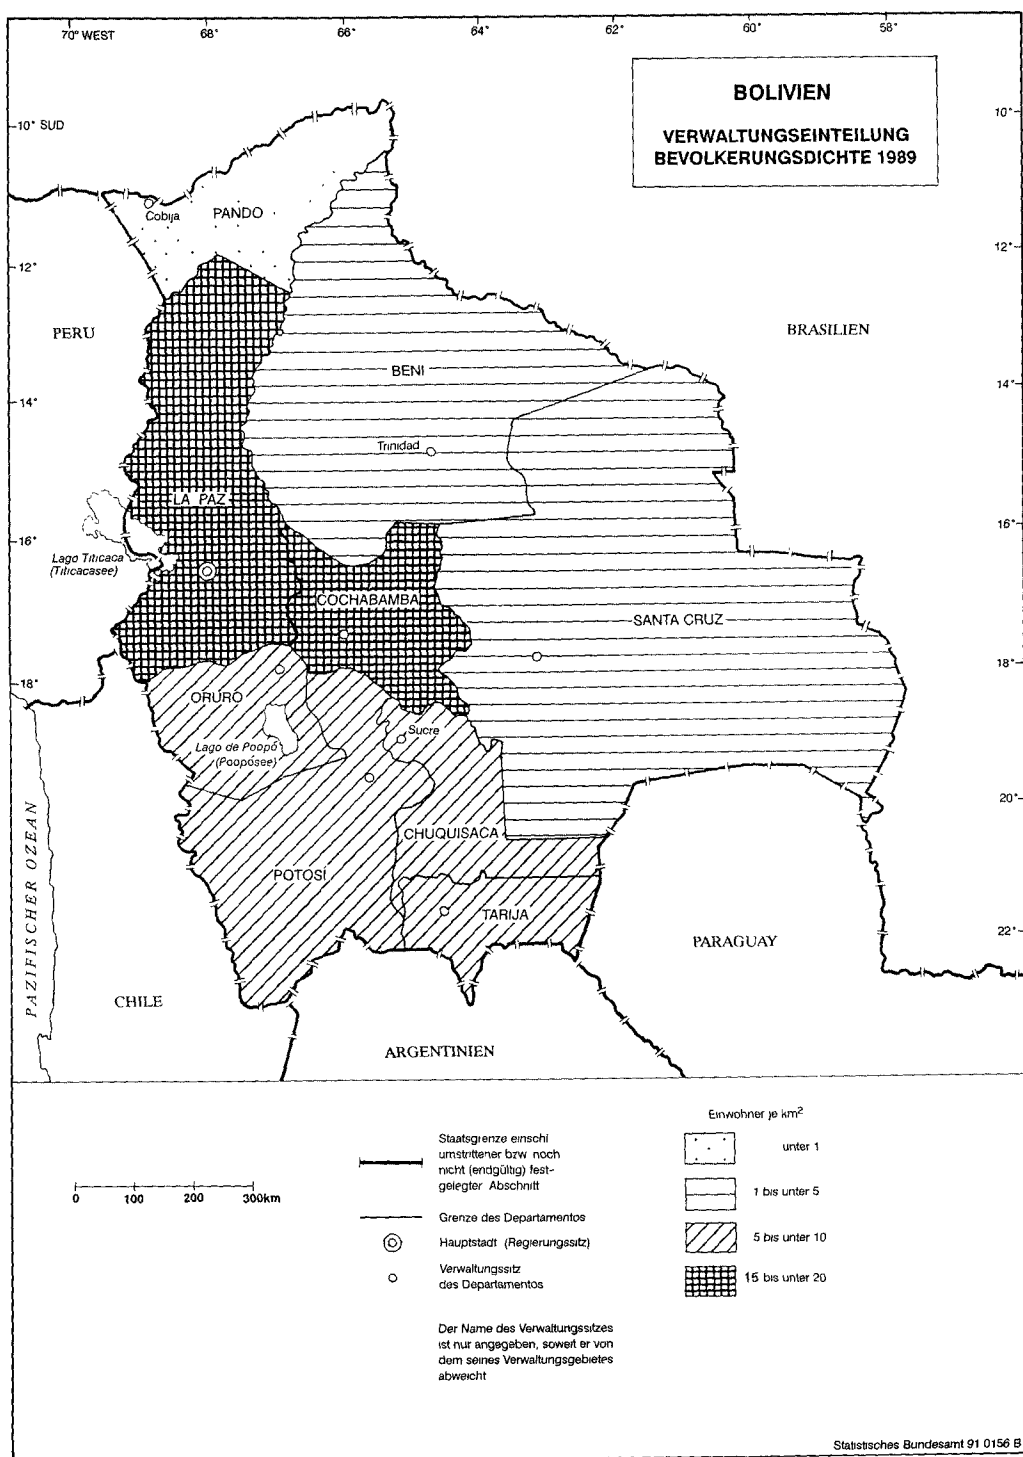 70° WEST
68°
66°
64°
62°
60°
58°
BOLIVIEN
VERWALTUNGSEINTEILUNG
BEVOLKERUNGSDICHTE 1989
10° SUD
10°
Cobija
PANDO
12°
12°
PERU
BRASILIEN
BENI
14°
14°
Trinidad
LA PAZ
16°
16°
Lago Titicaca
(Titicacasee)
COCHABAMBA
SANTA CRUZ
18°
18°
ORURO
Sucre
Lago de Poopó
(Poopósee)
20°
PAZIFISCHER OZEAN
CHUQUISACA
POTOSÍ
TARIJA
22°
PARAGUAY
CHILE
ARGENTINIEN
0 100 200 300km
Staatsgrenze einschl
umstrittener bzw noch
nicht (endgültig) fest-
gelegter Abschnitt
Grenze des Departamentos
Hauptstadt (Regierungssitz)
Verwaltungssitz
des Departamentos
Der Name des Verwaltungssitzes
ist nur angegeben, soweit er von
dem seines Verwaltungsgebietes
abweicht
Einwohner je km²
unter 1
1 bis unter 5
5 bis unter 10
15 bis unter 20
Statistisches Bundesamt 91 0156 B